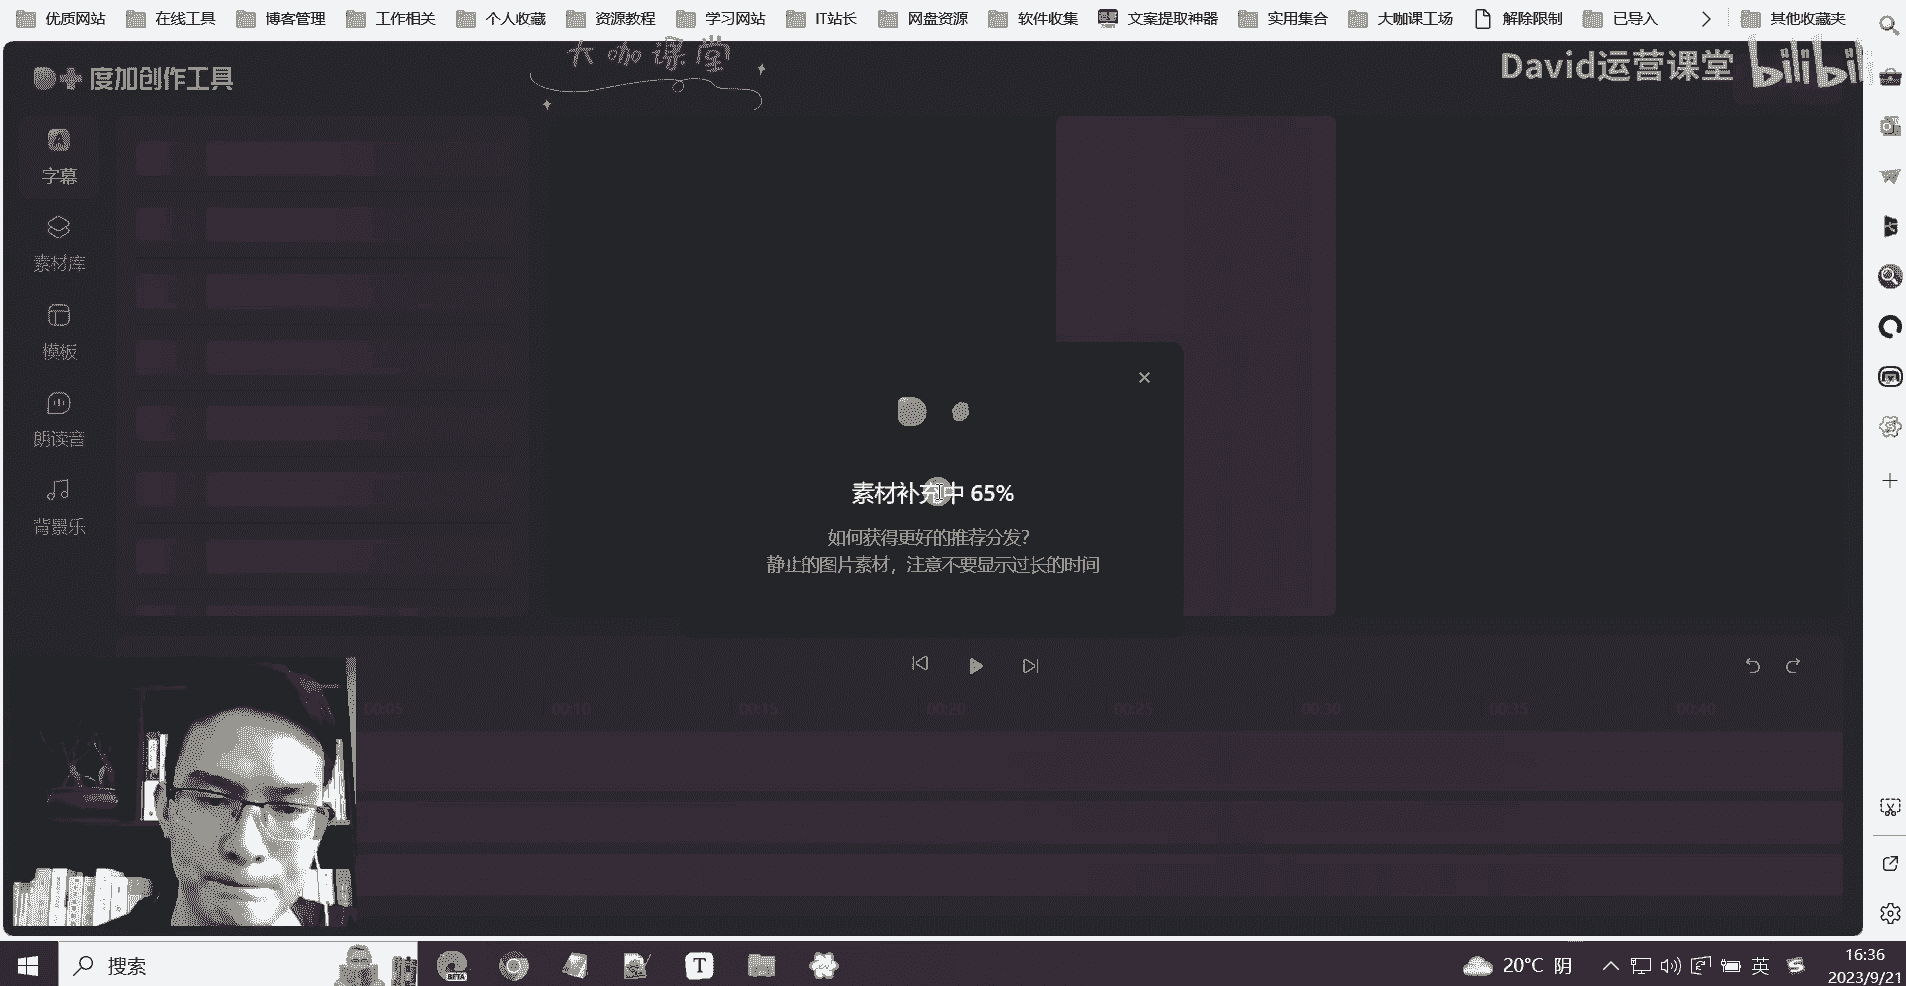 优质网站 在线工具 博客管理 工作相关 个人收藏 资源教程 学习网站 IT站长 网盘资源 软件收集 文案提取神器 实用集合 大咖课工场 解除限制 已导入 其他收藏夹
大咖课堂
David运营课堂 bilibili
度加创作工具
字幕
素材库
模板
朗读音
背景乐
素材补充中 65%
如何获得更好的推荐分发?
静止的图片素材，注意不要显示过长的时间
00:05 00:10 00:15 00:20 00:25 00:30 00:35 00:40
搜索
BETA
T
20°C 阴
英
16:36
2023/9/21